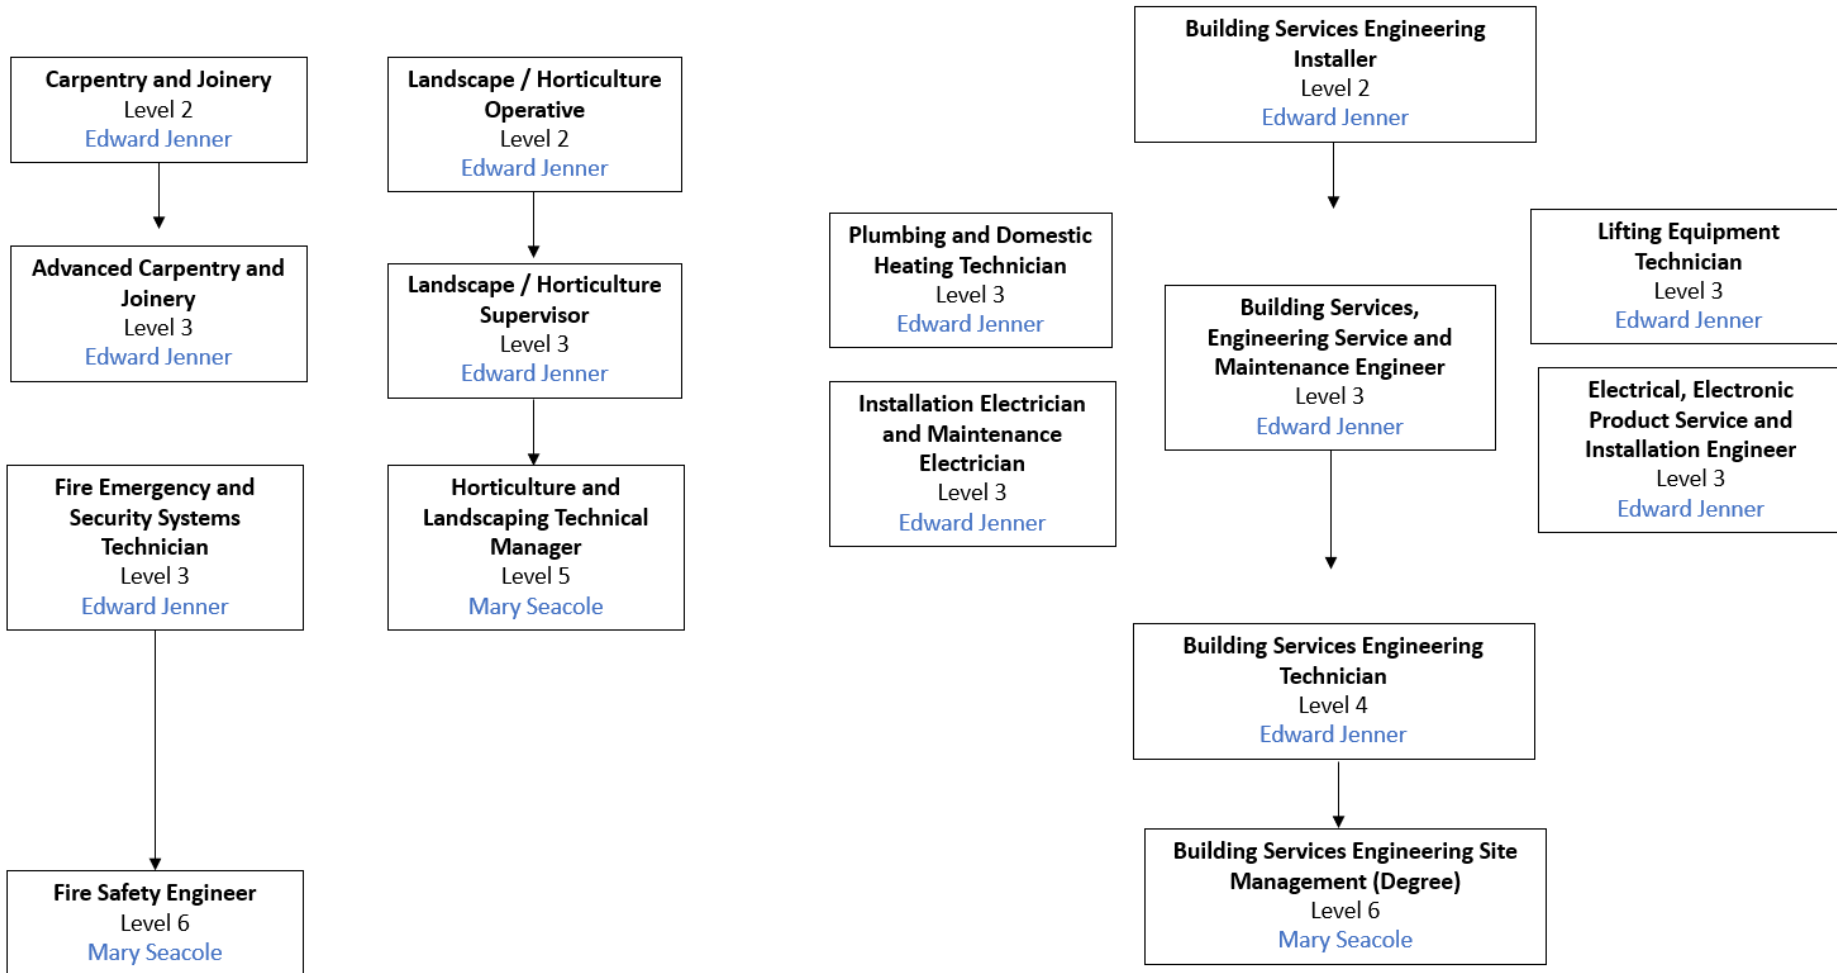 Carpentry and Joinery
Level 2
Edward Jenner
Advanced Carpentry and
Joinery
Level 3
Edward Jenner
Fire Emergency and
Security Systems
Technician
Level 3
Edward Jenner
Fire Safety Engineer
Level 6
Mary Seacole
Landscape / Horticulture
Operative
Level 2
Edward Jenner
Landscape / Horticulture
Supervisor
Level 3
Edward Jenner
Horticulture and
Landscaping Technical
Manager
Level 5
Mary Seacole
Building Services Engineering
Installer
Level 2
Edward Jenner
Plumbing and Domestic
Heating Technician
Level 3
Edward Jenner
Installation Electrician
and Maintenance
Electrician
Level 3
Edward Jenner
Building Services,
Engineering Service and
Maintenance Engineer
Level 3
Edward Jenner
Lifting Equipment
Technician
Level 3
Edward Jenner
Electrical, Electronic
Product Service and
Installation Engineer
Level 3
Edward Jenner
Building Services Engineering
Technician
Level 4
Edward Jenner
Building Services Engineering Site
Management (Degree)
Level 6
Mary Seacole